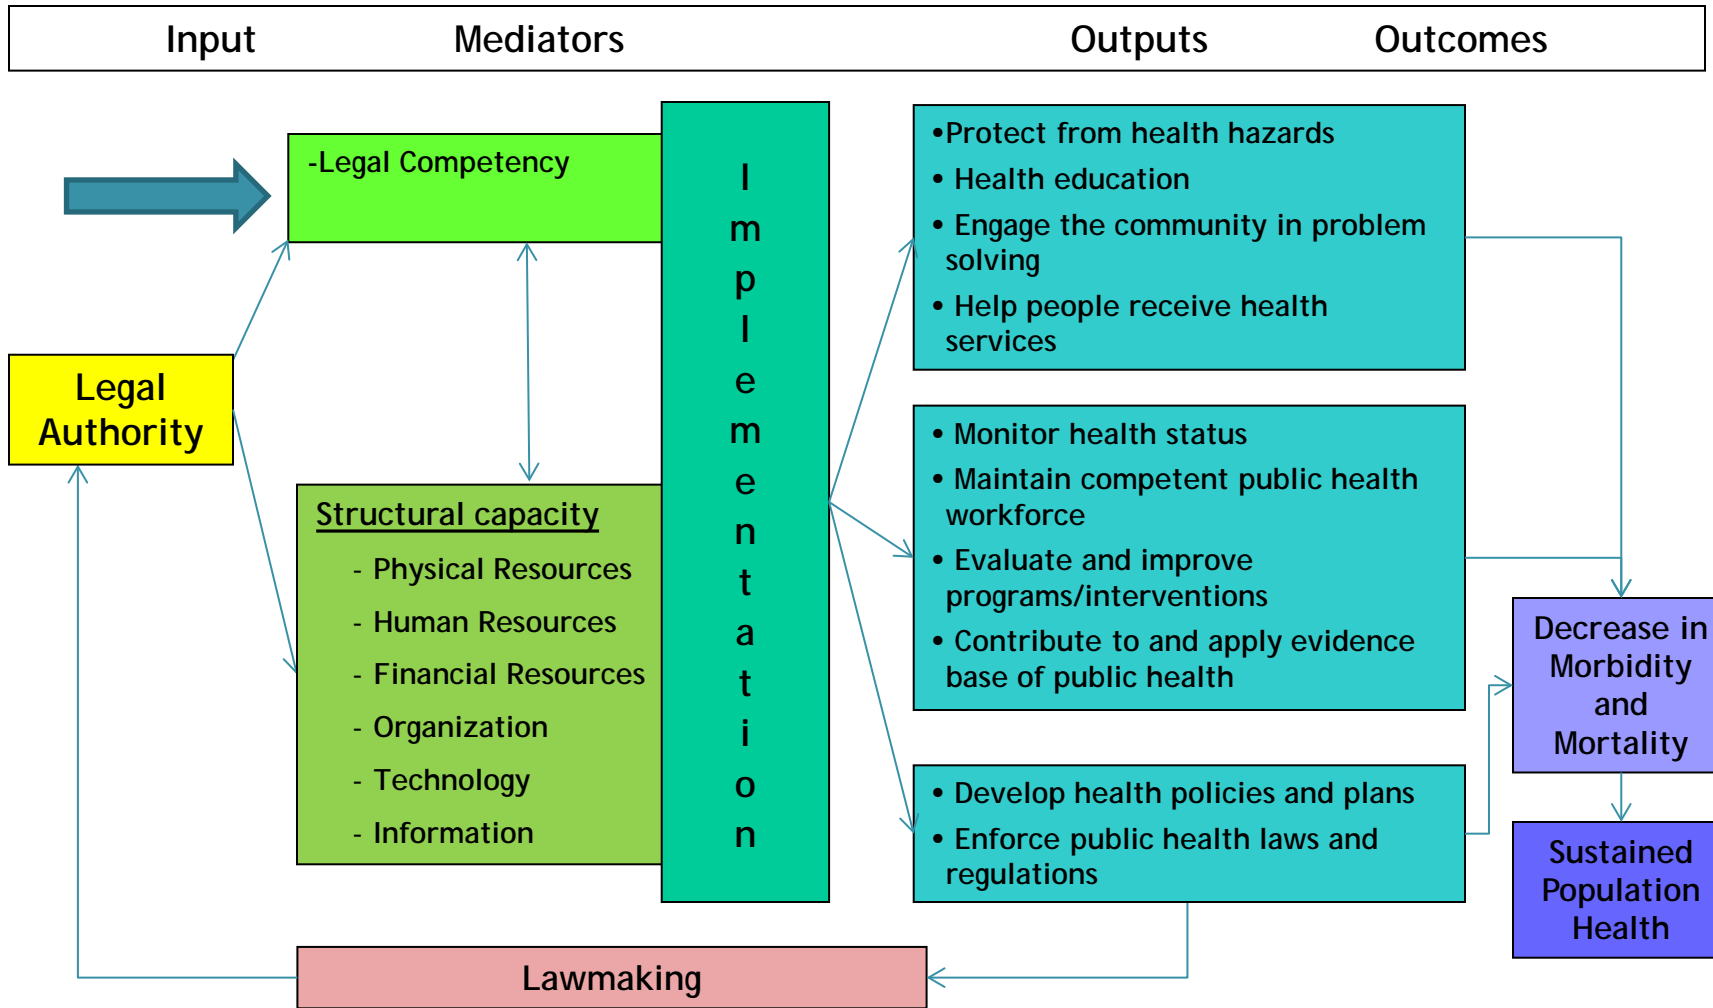 Input Mediators Outputs Outcomes
-Legal Competency
Legal
Authority
Structural capacity
- Physical Resources
- Human Resources
- Financial Resources
- Organization
- Technology
- Information
Implementation
•Protect from health hazards
• Health education
• Engage the community in problem
solving
• Help people receive health
services
• Monitor health status
• Maintain competent public health
workforce
• Evaluate and improve
programs/interventions
• Contribute to and apply evidence
base of public health
• Develop health policies and plans
• Enforce public health laws and
regulations
Decrease in
Morbidity
and
Mortality
Sustained
Population
Health
Lawmaking